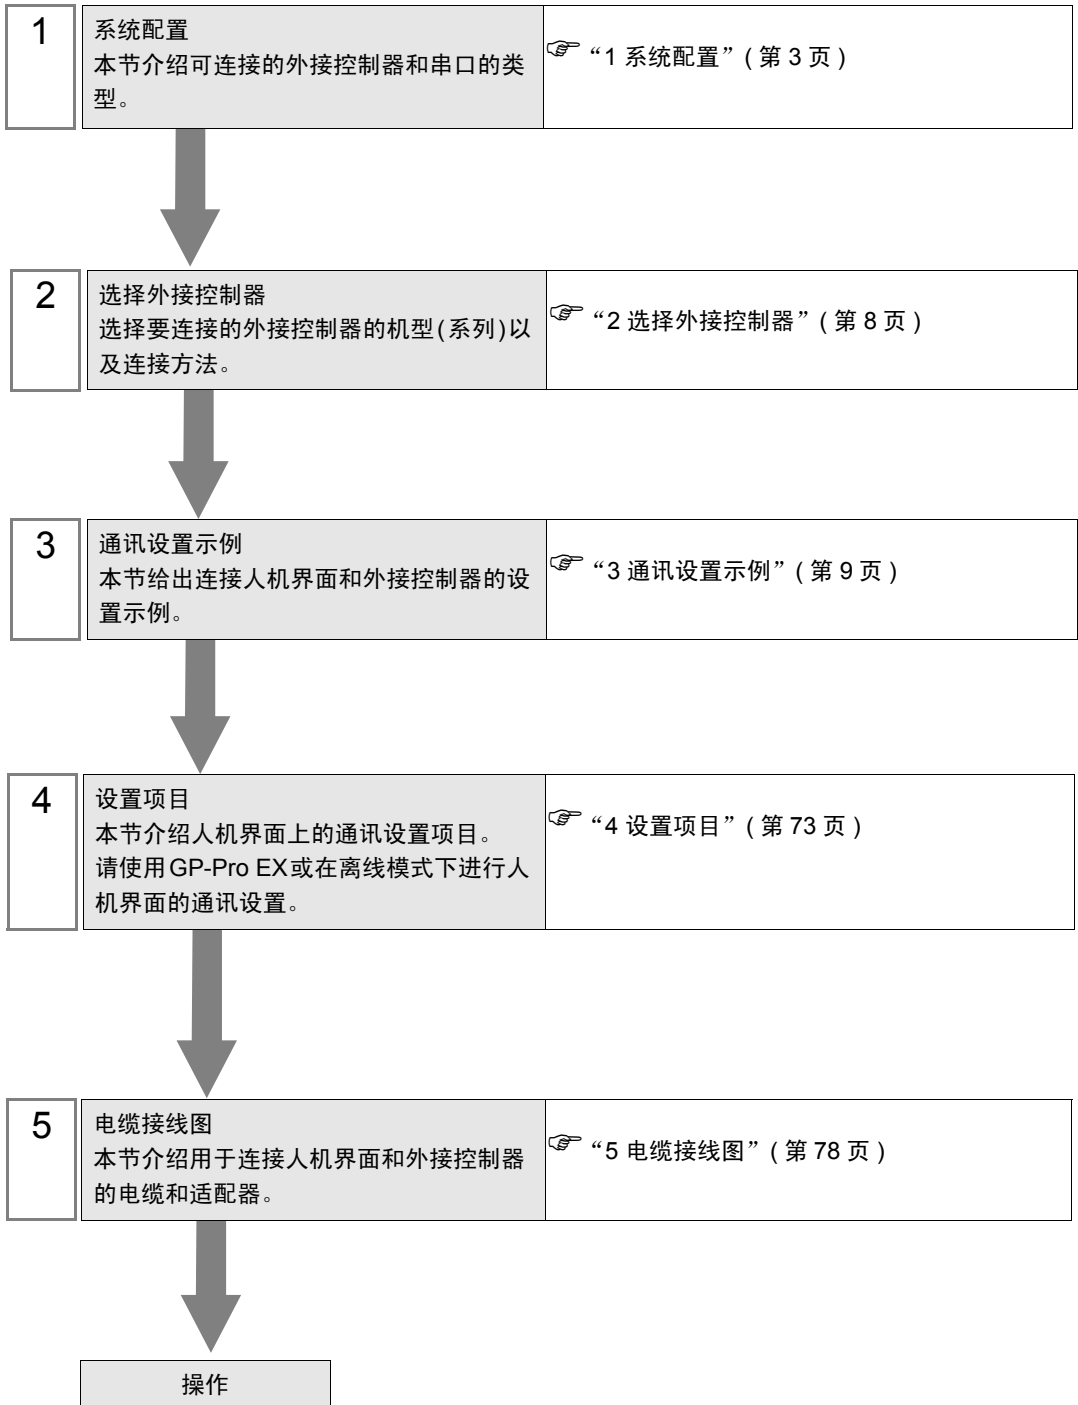 1
系统配置
本节介绍可连接的外接控制器和串口的类
型。
“1 系统配置” ( 第 3 页 )
2
选择外接控制器
选择要连接的外接控制器的机型(系列)以
及连接方法。
“2 选择外接控制器” ( 第 8 页 )
3
通讯设置示例
本节给出连接人机界面和外接控制器的设
置示例。
“3 通讯设置示例” ( 第 9 页 )
4
设置项目
本节介绍人机界面上的通讯设置项目。
请使用GP-Pro EX或在离线模式下进行人
机界面的通讯设置。
“4 设置项目” ( 第 73 页 )
5
电缆接线图
本节介绍用于连接人机界面和外接控制器
的电缆和适配器。
“5 电缆接线图” ( 第 78 页 )
操作